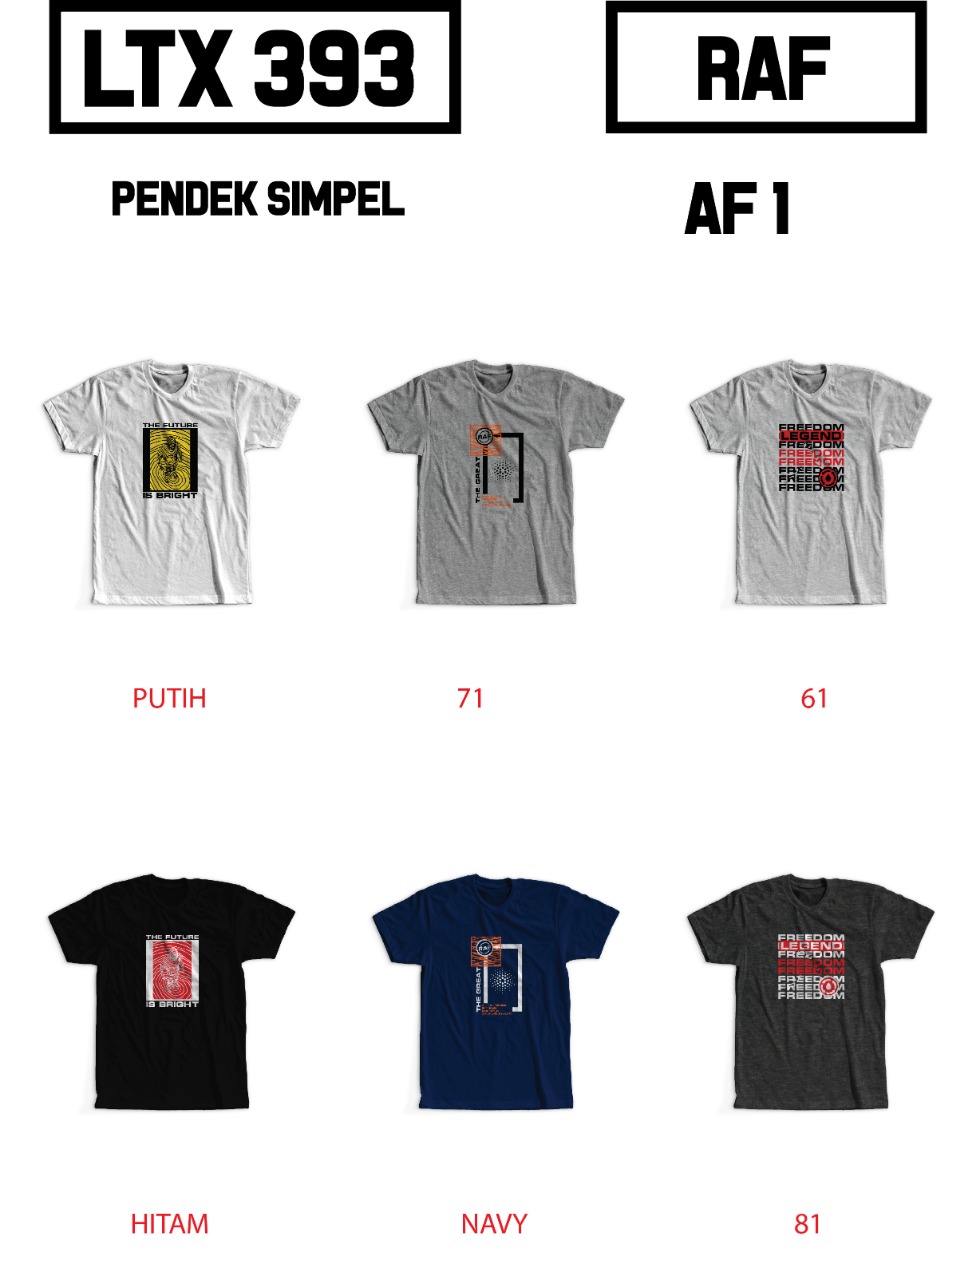 LTX 393
RAF
PENDEK SIMPEL
AF 1
THE FUTURE
IS BRIGHT
RAF
THE GREAT
FREEDOM
LEGEND
FREEDOM
FREEDOM
FREEDOM
FREEDOM
FREEDOM
FREEDOM
PUTIH
71
61
THE FUTURE
IS BRIGHT
RAF
THE GREAT
FREEDOM
LEGEND
FREEDOM
FREEDOM
FREEDOM
FREEDOM
FREEDOM
FREEDOM
HITAM
NAVY
81